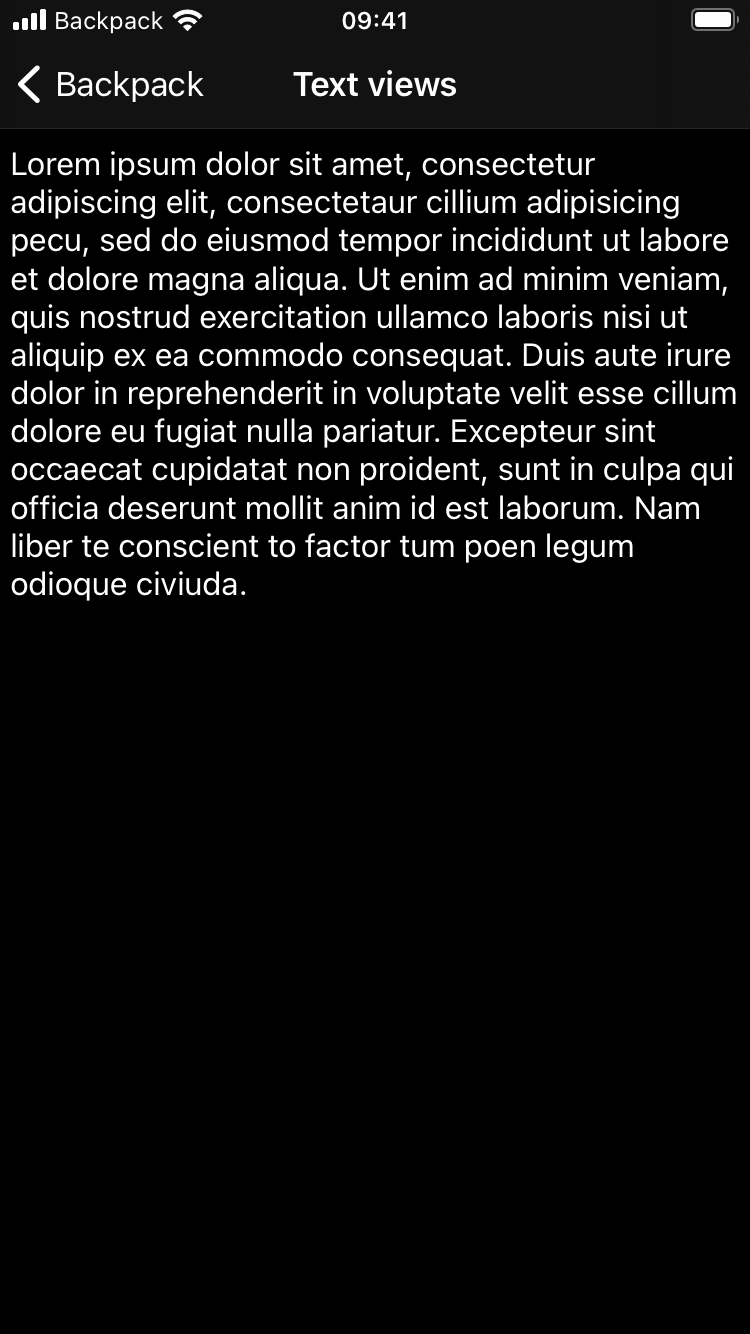 Backpack 09:41
Backpack Text views
Lorem ipsum dolor sit amet, consectetur
adipiscing elit, consectetaur cillium adipisicing
pecu, sed do eiusmod tempor incididunt ut labore
et dolore magna aliqua. Ut enim ad minim veniam,
quis nostrud exercitation ullamco laboris nisi ut
aliquip ex ea commodo consequat. Duis aute irure
dolor in reprehenderit in voluptate velit esse cillum
dolore eu fugiat nulla pariatur. Excepteur sint
occaecat cupidatat non proident, sunt in culpa qui
officia deserunt mollit anim id est laborum. Nam
liber te conscient to factor tum poen legum
odioque civiuda.